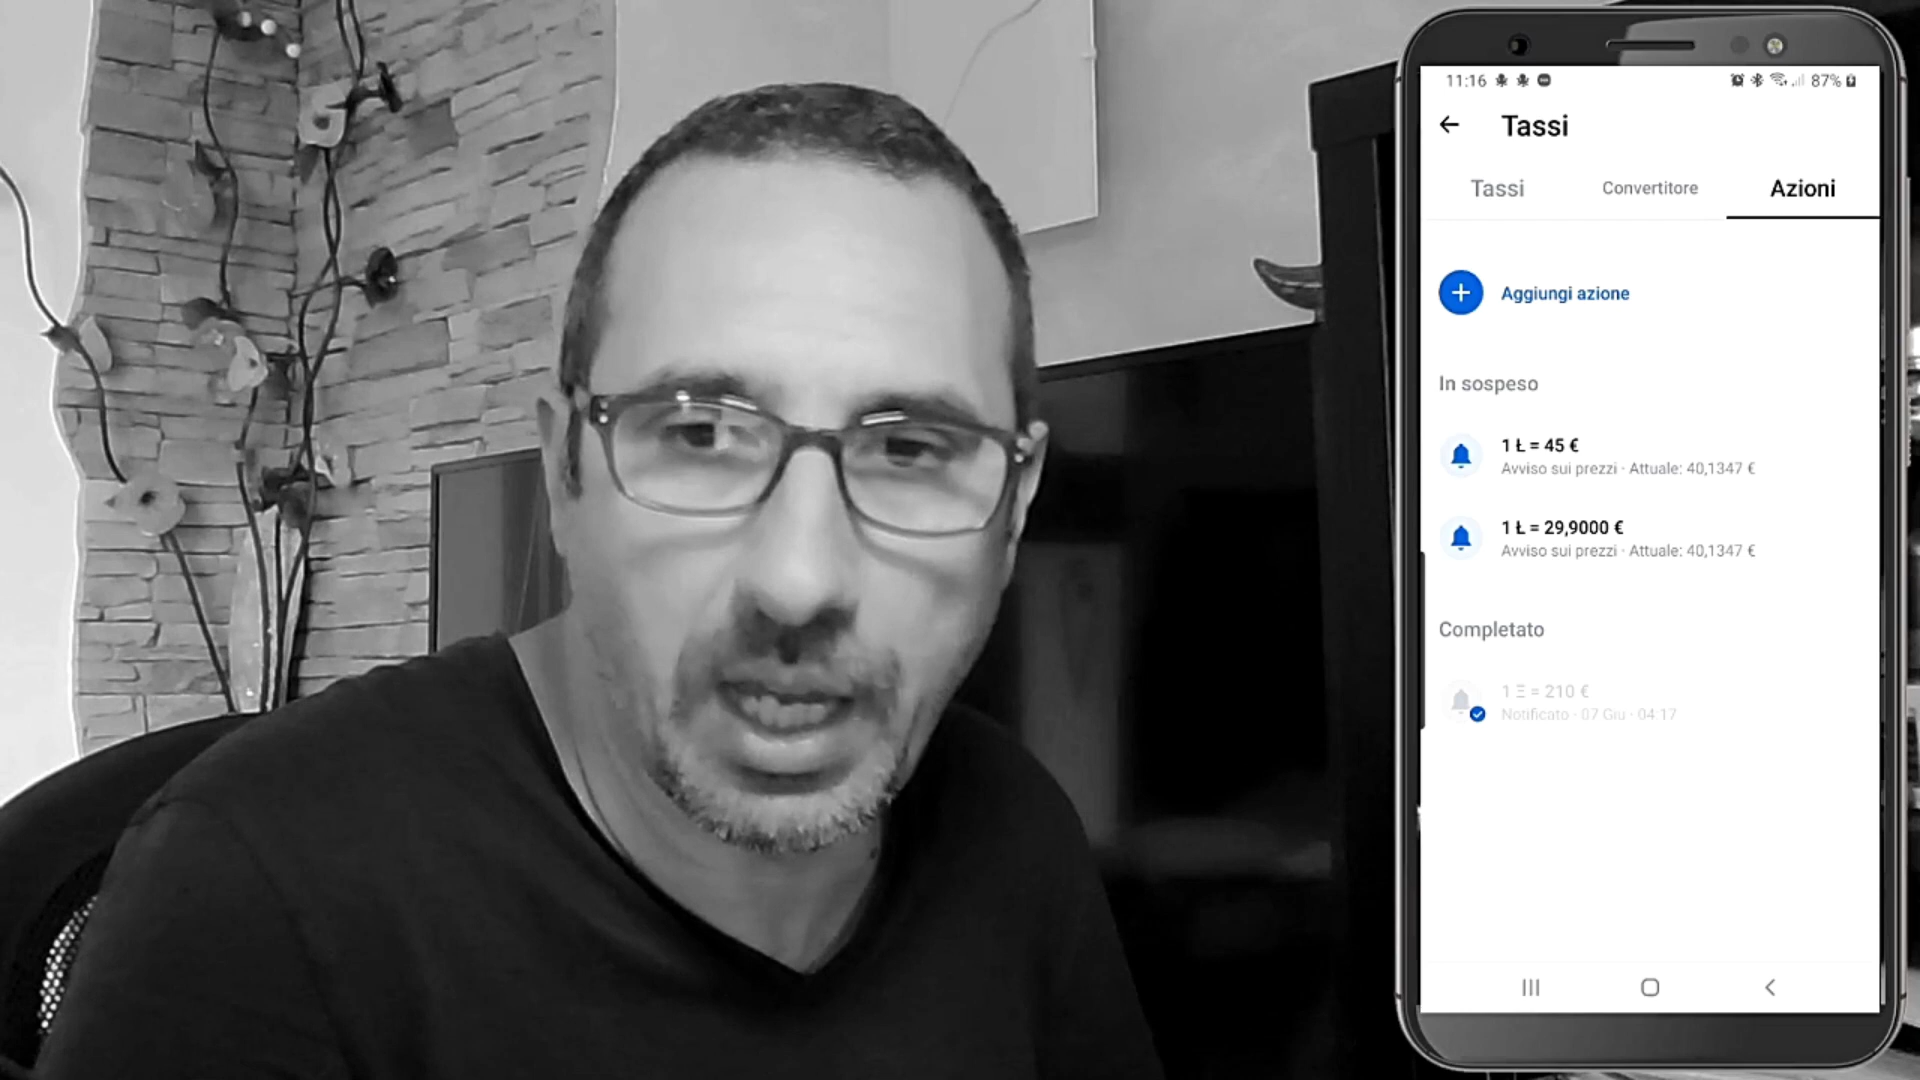 11:16
87%
Tassi
Tassi Convertitore Azioni
Aggiungi azione
In sospeso
1 Ł = 45 €
Avviso sui prezzi · Attuale: 40,1347 €
1 Ł = 29,9000 €
Avviso sui prezzi · Attuale: 40,1347 €
Completato
1 Ξ = 210 €
Notificato · 07 Giu · 04:17